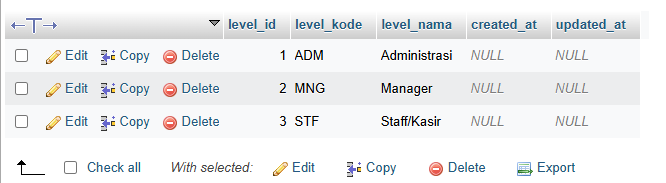 level_id level_kode level_nama created_at updated_at
Edit Copy Delete 1 ADM Administrasi NULL NULL
Edit Copy Delete 2 MNG Manager NULL NULL
Edit Copy Delete 3 STF Staff/Kasir NULL NULL
Check all With selected: Edit Copy Delete Export